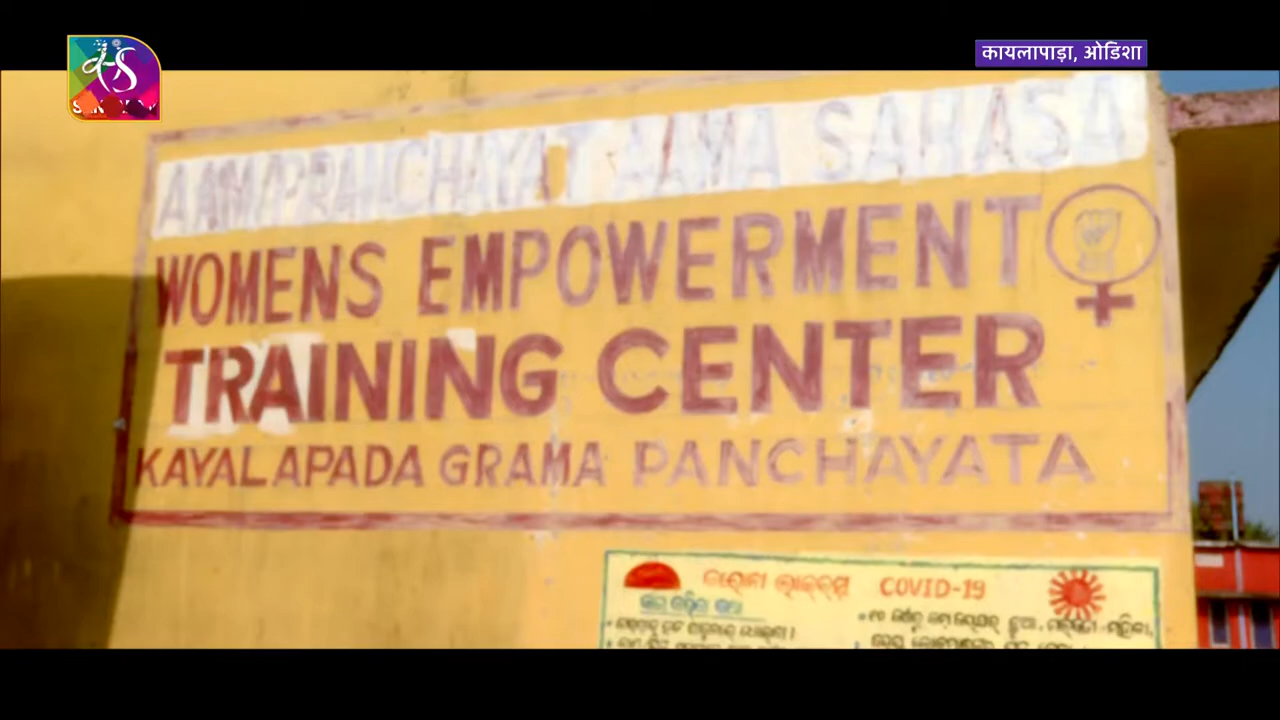 कायलापाड़ा, ओडिशा
AAMA PANCHAYAT AAMA SAHASA
WOMENS EMPOWERMENT
TRAINING CENTER
KAYALAPADA GRAMA PANCHAYATA
COVID-19